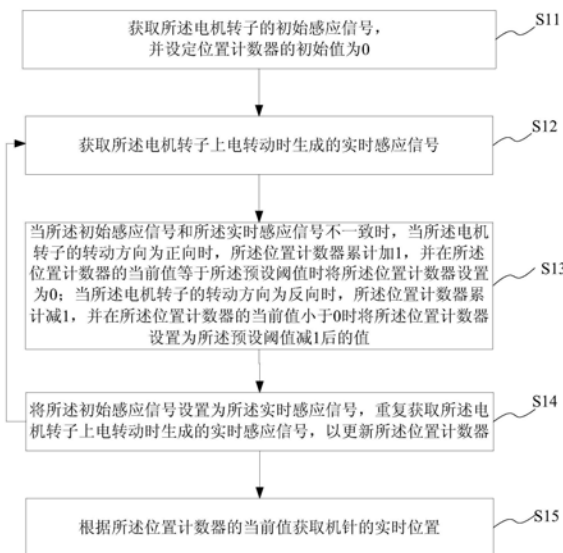 获取所述电机转子的初始感应信号，
并设定位置计数器的初始值为0
S11
获取所述电机转子上电转动时生成的实时感应信号
S12
当所述初始感应信号和所述实时感应信号不一致时，当所述电机
转子的转动方向为正向时，所述位置计数器累计加1，并在所述
位置计数器的当前值等于所述预设阈值时将所述位置计数器设置
为0；当所述电机转子的转动方向为反向时，所述位置计数器累
计减1，并在所述位置计数器的当前值小于0时将所述位置计数器
设置为所述预设阈值减1后的值
S13
将所述初始感应信号设置为所述实时感应信号，重复获取所述电
机转子上电转动时生成的实时感应信号，以更新所述位置计数器
S14
根据所述位置计数器的当前值获取机针的实时位置
S15